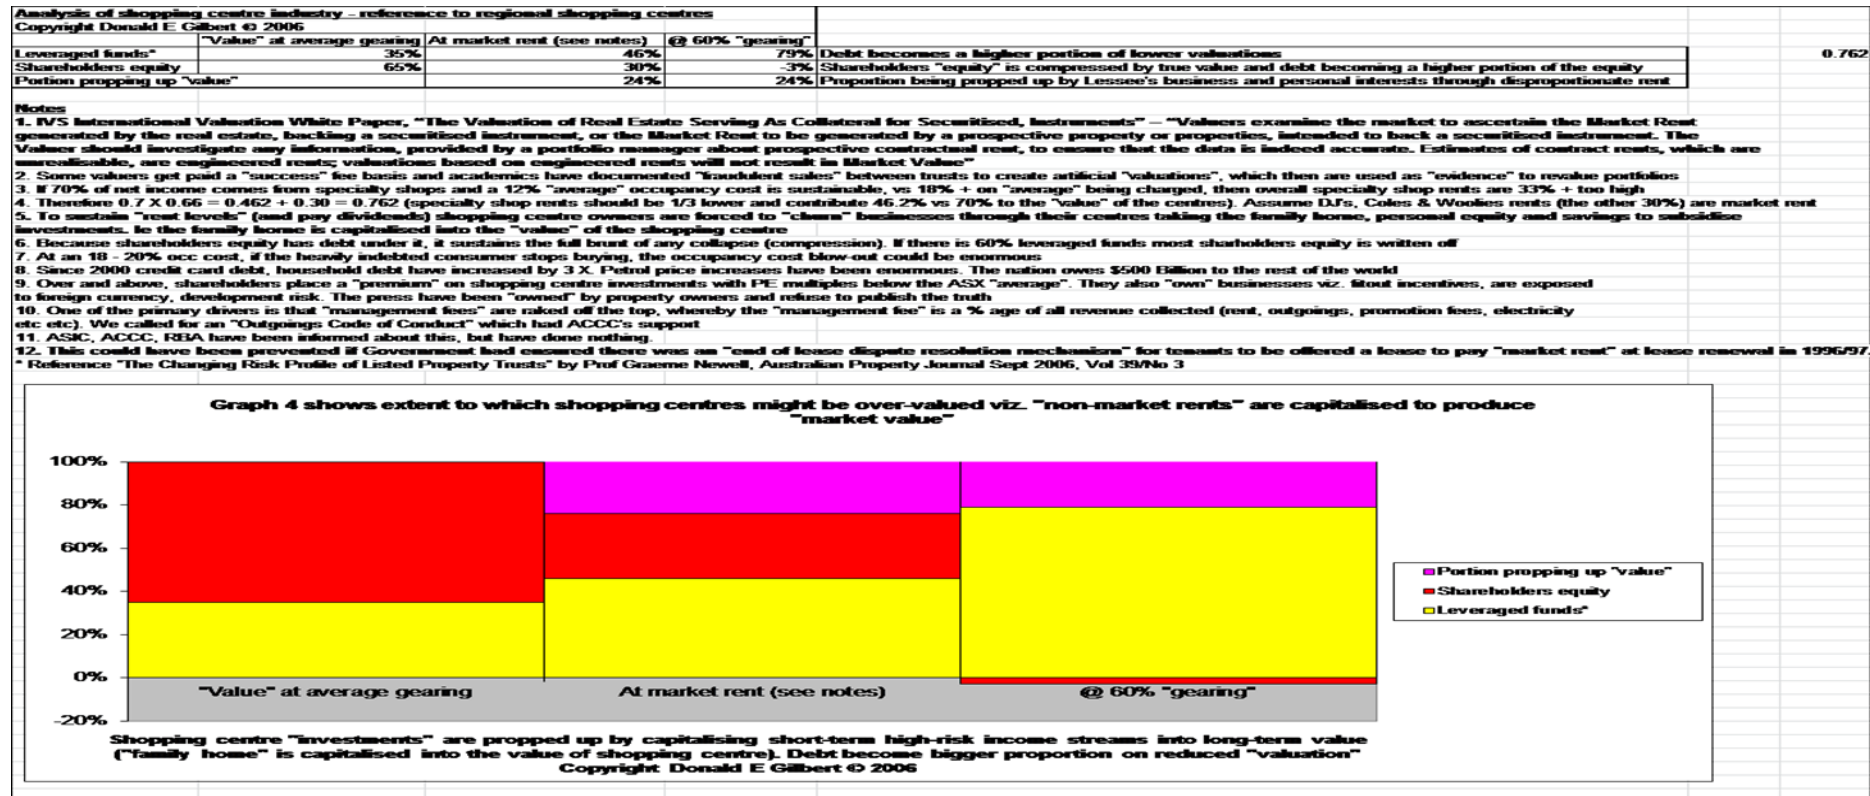 Analysis of shopping centre industry - reference to regional shopping centres
Copyright Donald E Gilbert © 2006
"Value" at average gearing At market rent (see notes) @ 60% "gearing"
Leveraged funds* 35% 46% 79% Debt becomes a higher portion of lower valuations 0.762
Shareholders equity 65% 30% -3% Shareholders "equity" is compressed by true value and debt becoming a higher portion of the equity
Portion propping up "value" 24% 24% Proportion being propped up by Lessee's business and personal interests through disproportionate rent
Notes
1. IVS International Valuation White Paper, "The Valuation of Real Estate Serving As Collateral for Securitised, Instruments" – "Valuers examine the market to ascertain the Market Rent
generated by the real estate, backing a securitised instrument, or the Market Rent to be generated by a prospective property or properties, intended to back a securitised instrument. The
Valuer should investigate any information, provided by a portfolio manager about prospective contractual rent, to ensure that the data is indeed accurate. Estimates of contract rents, which are
unrealisable, are engineered rents; valuations based on engineered rents will not result in Market Value"
2. Some valuers get paid a "success" fee basis and academics have documented "fraudulent sales" between trusts to create artificial "valuations", which then are used as "evidence" to revalue portfolios
3. If 70% of net income comes from specialty shops and a 12% "average" occupancy cost is sustainable, vs 18% + on "average" being charged, then overall specialty shop rents are 33% + too high
4. Therefore 0.7 X 0.66 = 0.462 + 0.30 = 0.762 (specialty shop rents should be 1/3 lower and contribute 46.2% vs 70% to the "value" of the centres). Assume DJ's, Coles & Woolies rents (the other 30%) are market rent
5. To sustain "rent levels" (and pay dividends) shopping centre owners are forced to "churn" businesses through their centres taking the family home, personal equity and savings to subsidise
investments. Ie the family home is capitalised into the "value" of the shopping centre
6. Because shareholders equity has debt under it, it sustains the full brunt of any collapse (compression). If there is 60% leveraged funds most sharholders equity is written off
7. At an 18 - 20% occ cost, if the heavily indebted consumer stops buying, the occupancy cost blow-out could be enormous
8. Since 2000 credit card debt, household debt have increased by 3 X. Petrol price increases have been enormous. The nation owes $500 Billion to the rest of the world
9. Over and above, shareholders place a "premium" on shopping centre investments with PE multiples below the ASX "average". They also "own" businesses viz. fitout incentives, are exposed
to foreign currency, development risk. The press have been "owned" by property owners and refuse to publish the truth
10. One of the primary drivers is that "management fees" are raked off the top, whereby the "management fee" is a % age of all revenue collected (rent, outgoings, promotion fees, electricity
etc etc). We called for an "Outgoings Code of Conduct" which had ACCC's support
11. ASIC, ACCC, RBA have been informed about this, but have done nothing.
12. This could have been prevented if Government had ensured there was an "end of lease dispute resolution mechanism" for tenants to be offered a lease to pay "market rent" at lease renewal in 1996/97.
* Reference "The Changing Risk Profile of Listed Property Trusts" by Prof Graeme Newell, Australian Property Journal Sept 2006, Vol 39/No 3
Graph 4 shows extent to which shopping centres might be over-valued viz. "non-market rents" are capitalised to produce
"market value"
100%
80%
60%
40%
20%
0%
-20%
"Value" at average gearing
At market rent (see notes)
@ 60% "gearing"
Portion propping up "value"
Shareholders equity
Leveraged funds*
Shopping centre "investments" are propped up by capitalising short-term high-risk income streams into long-term value
("family home" is capitalised into the value of shopping centre). Debt become bigger proportion on reduced "valuation"
Copyright Donald E Gilbert © 2006